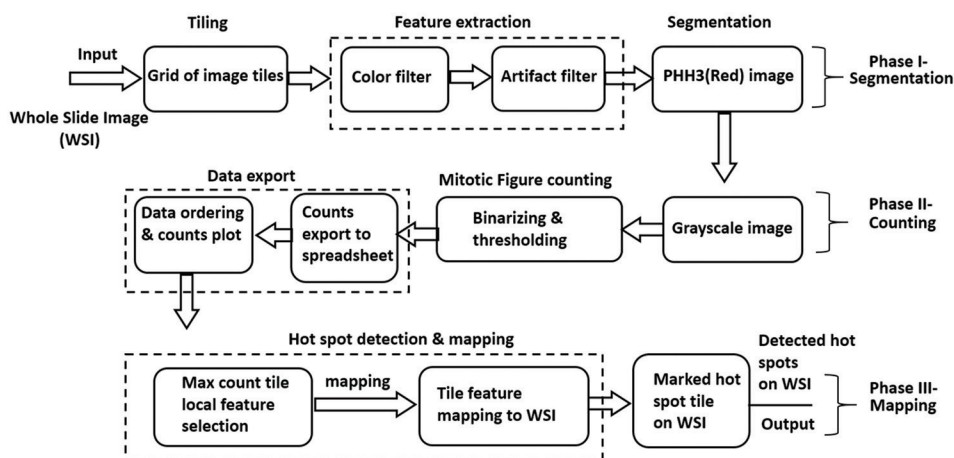 Tiling
Feature extraction
Segmentation
Input
Whole Slide Image
(WSI)
Grid of image tiles
Color filter
Artifact filter
PHH3(Red) image
Phase I-
Segmentation
Data export
Mitotic Figure counting
Data ordering
& counts plot
Counts
export to
spreadsheet
Binarizing &
thresholding
Grayscale image
Phase II-
Counting
Hot spot detection & mapping
Max count tile
local feature
selection
mapping
Tile feature
mapping to WSI
Marked hot
spot tile
on WSI
Detected hot
spots
on WSI
Output
Phase III-
Mapping